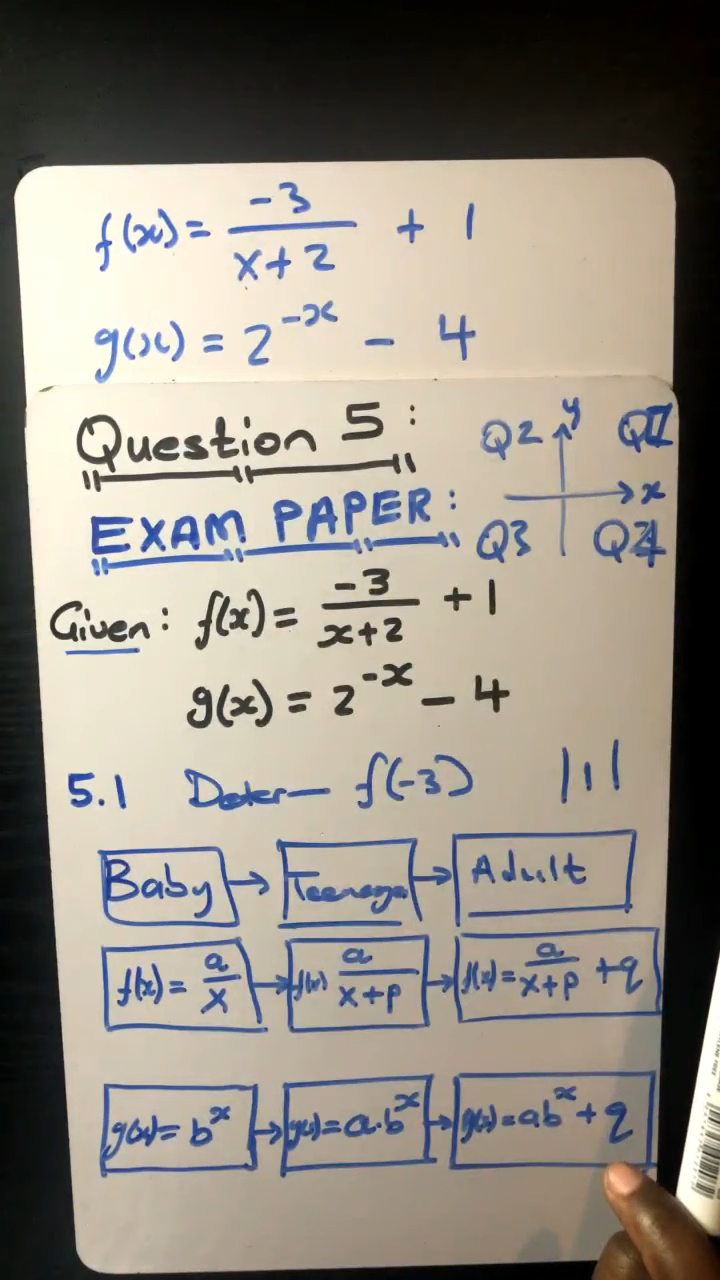 f(x) = -3/(x+2) + 1
g(x) = 2^(-x) - 4
Question 5:
EXAM PAPER:
y
Q2 Q1
x
Q3 Q4
Given: f(x) = -3/(x+2) + 1
g(x) = 2^(-x) - 4
5.1 Deter— f(-3)
Baby → Teenage → Adult
f(x) = a/x → f(x) a/(x+p) → f(x) = a/(x+p) + q
g(x) = b^x → g(x) = a·b^x → g(x) = ab^x + q